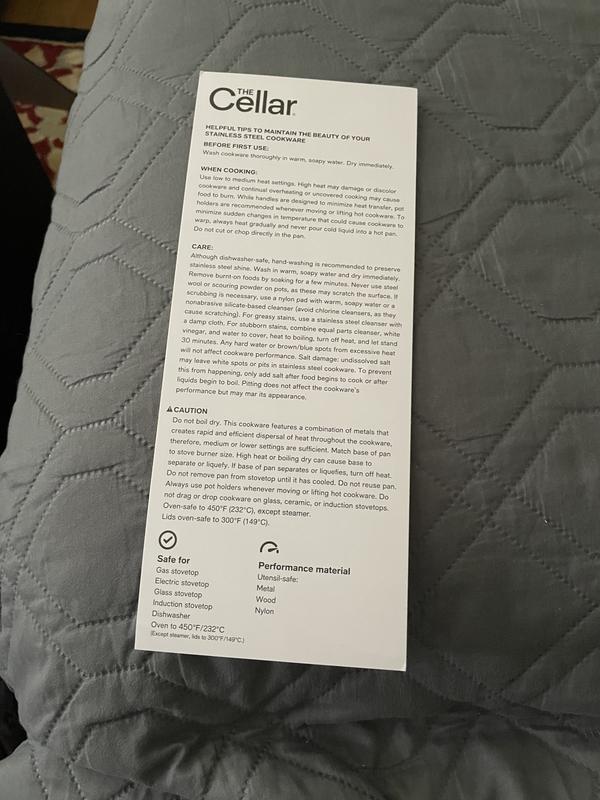 THE
Cellar
HELPFUL TIPS TO MAINTAIN THE BEAUTY OF YOUR
STAINLESS STEEL COOKWARE
BEFORE FIRST USE:
Wash cookware thoroughly in warm, soapy water. Dry immediately.
WHEN COOKING:
Use low to medium heat settings. High heat may damage or discolor
cookware and continual overheating or uncovered cooking may cause
food to burn. While handles are designed to minimize heat transfer, pot
holders are recommended whenever moving or lifting hot cookware. To
minimize sudden changes in temperature that could cause cookware to
warp, always heat gradually and never pour cold liquid into a hot pan.
Do not cut or chop directly in the pan.
CARE:
Although dishwasher-safe, hand-washing is recommended to preserve
stainless steel shine. Wash in warm, soapy water and dry immediately.
Remove burnt-on foods by soaking for a few minutes. Never use steel
wool or scouring powder on pots, as these may scratch the surface. If
scrubbing is necessary, use a nylon pad with warm, soapy water or a
nonabrasive silicate-based cleanser (avoid chlorine cleansers, as they
cause scratching). For greasy stains, use a stainless steel cleanser with
a damp cloth. For stubborn stains, combine equal parts cleanser, white
vinegar, and water to cover, heat to boiling, turn off heat, and let stand
30 minutes. Any hard water or brown/blue spots from excessive heat
will not affect cookware performance. Salt damage: undissolved salt
may leave white spots or pits in stainless steel cookware. To prevent
this from happening, only add salt after food begins to cook or after
liquids begin to boil. Pitting does not affect the cookware's
performance but may mar its appearance.
CAUTION
Do not boil dry. This cookware features a combination of metals that
creates rapid and efficient dispersal of heat throughout the cookware,
therefore, medium or lower settings are sufficient. Match base of pan
to stove burner size. High heat or boiling dry can cause base to
separate or liquefy. If base of pan separates or liquefies, turn off heat.
Do not remove pan from stovetop until it has cooled. Do not reuse pan.
Always use pot holders whenever moving or lifting hot cookware. Do
not drag or drop cookware on glass, ceramic, or induction stovetops.
Oven-safe to 450°F (232°C), except steamer.
Lids oven-safe to 300°F (149°C).
Safe for
Gas stovetop
Electric stovetop
Glass stovetop
Induction stovetop
Dishwasher
Oven to 450°F/232°C
(Except steamer, lids to 300°F/149°C.)
Performance material
Utensil-safe:
Metal
Wood
Nylon